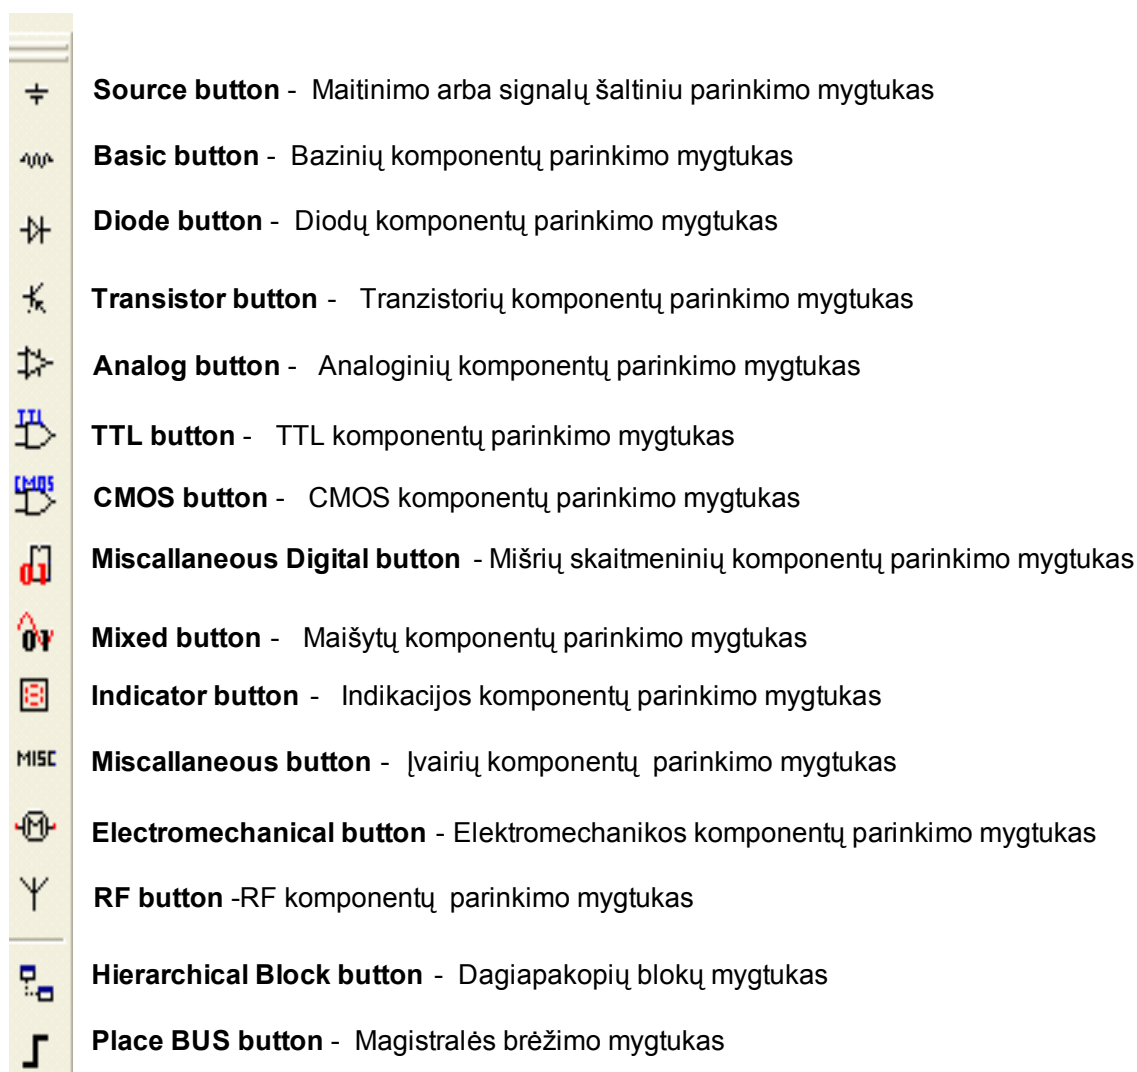 Source button - Maitinimo arba signalų šaltiniu parinkimo mygtukas
Basic button - Bazinių komponentų parinkimo mygtukas
Diode button - Diodų komponentų parinkimo mygtukas
Transistor button - Tranzistorių komponentų parinkimo mygtukas
Analog button - Analoginių komponentų parinkimo mygtukas
TTL
TTL button - TTL komponentų parinkimo mygtukas
CMOS
CMOS button - CMOS komponentų parinkimo mygtukas
Miscallaneous Digital button - Mišrių skaitmeninių komponentų parinkimo mygtukas
Mixed button - Maišytų komponentų parinkimo mygtukas
Indicator button - Indikacijos komponentų parinkimo mygtukas
MISC Miscallaneous button - Įvairių komponentų parinkimo mygtukas
M Electromechanical button - Elektromechanikos komponentų parinkimo mygtukas
RF button -RF komponentų parinkimo mygtukas
Hierarchical Block button - Dagiapakopių blokų mygtukas
Place BUS button - Magistralės brėžimo mygtukas